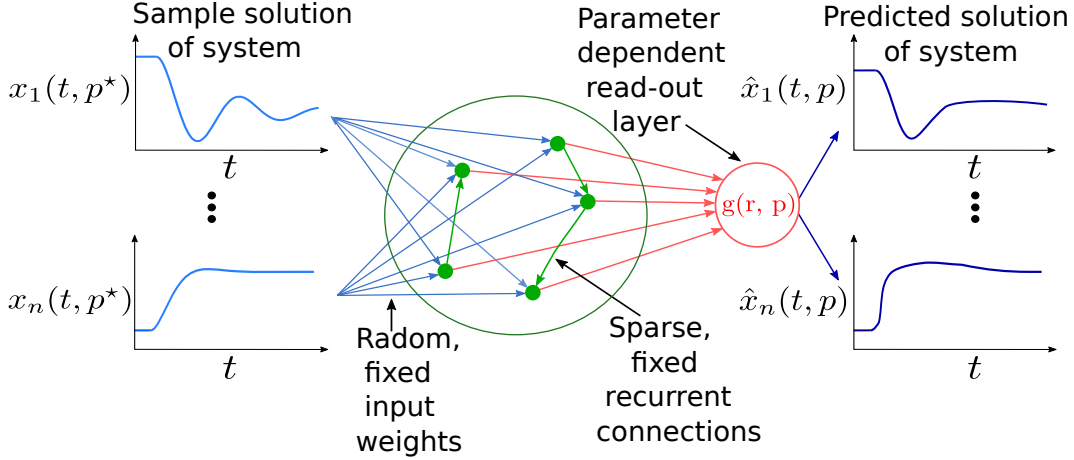 Sample solution
of system
x₁(t, p⋆)
t
xₙ(t, p⋆)
t
Radom,
fixed
input
weights
Sparse,
fixed
recurrent
connections
Parameter
dependent
read-out
layer
g(r, p)
Predicted solution
of system
x̂₁(t, p)
t
x̂ₙ(t, p)
t